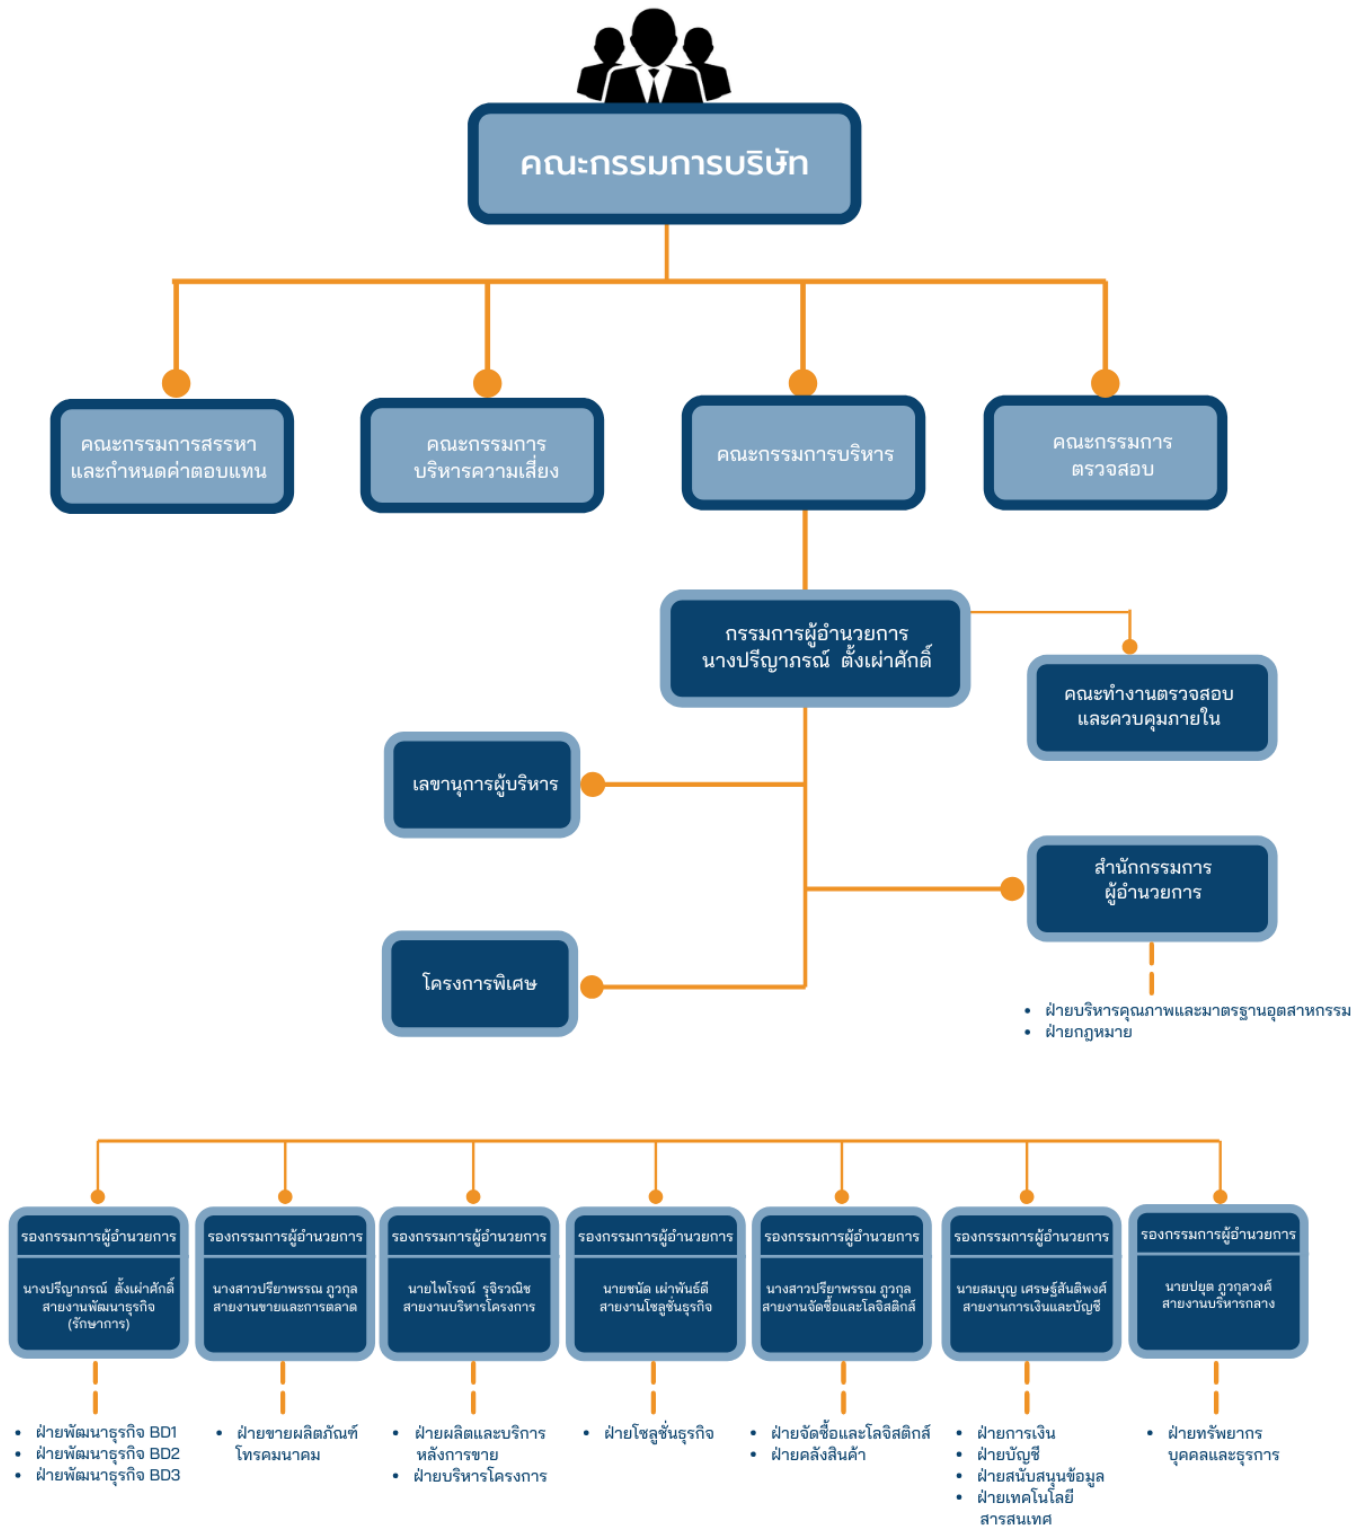 คณะกรรมการบริษัท
คณะกรรมการสรรหา
และกำหนดค่าตอบแทน
คณะกรรมการ
บริหารความเสี่ยง
คณะกรรมการบริหาร
คณะกรรมการ
ตรวจสอบ
กรรมการผู้อำนวยการ
นางปรีญาภรณ์ ตั้งเผ่าศักดิ์
คณะทำงานตรวจสอบ
และควบคุมภายใน
เลขานุการผู้บริหาร
สำนักกรรมการ
ผู้อำนวยการ
โครงการพิเศษ
• ฝ่ายบริหารคุณภาพและมาตรฐานอุตสาหกรรม
• ฝ่ายกฎหมาย
รองกรรมการผู้อำนวยการ
นางปรีญาภรณ์ ตั้งเผ่าศักดิ์
สายงานพัฒนาธุรกิจ
(รักษาการ)
• ฝ่ายพัฒนาธุรกิจ BD1
• ฝ่ายพัฒนาธุรกิจ BD2
• ฝ่ายพัฒนาธุรกิจ BD3
รองกรรมการผู้อำนวยการ
นางสาวปรียาพรรณ ภูวกุล
สายงานขายและการตลาด
• ฝ่ายขายผลิตภัณฑ์
โทรคมนาคม
รองกรรมการผู้อำนวยการ
นายไพโรจน์ รุจิรวณิช
สายงานบริหารโครงการ
• ฝ่ายผลิตและบริการ
หลังการขาย
• ฝ่ายบริหารโครงการ
รองกรรมการผู้อำนวยการ
นายชนัด เผ่าพันธ์ดี
สายงานโซลูชั่นธุรกิจ
• ฝ่ายโซลูชั่นธุรกิจ
รองกรรมการผู้อำนวยการ
นางสาวปรียาพรรณ ภูวกุล
สายงานจัดซื้อและโลจิสติกส์
• ฝ่ายจัดซื้อและโลจิสติกส์
• ฝ่ายคลังสินค้า
รองกรรมการผู้อำนวยการ
นายสมบุญ เศรษฐ์สันติพงศ์
สายงานการเงินและบัญชี
• ฝ่ายการเงิน
• ฝ่ายบัญชี
• ฝ่ายสนับสนุนข้อมูล
• ฝ่ายเทคโนโลยี
สารสนเทศ
รองกรรมการผู้อำนวยการ
นายปยุต ภูวกุลวงศ์
สายงานบริหารกลาง
• ฝ่ายทรัพยากร
บุคคลและธุรการ